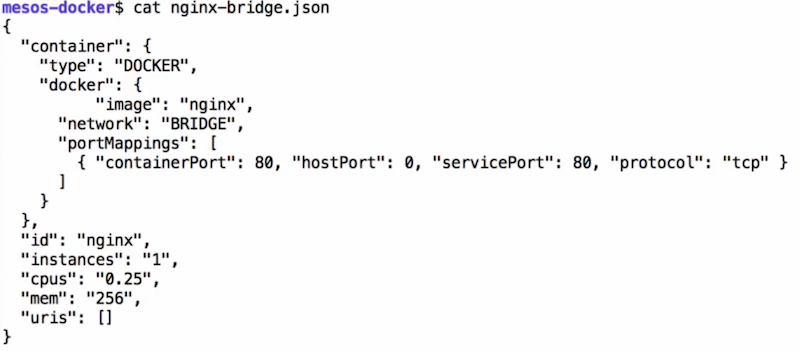 mesos-docker$ cat nginx-bridge.json
{
  "container": {
    "type": "DOCKER",
    "docker": {
          "image": "nginx",
      "network": "BRIDGE",
      "portMappings": [
        { "containerPort": 80, "hostPort": 0, "servicePort": 80, "protocol": "tcp" }
      ]
    }
  },
  "id": "nginx",
  "instances": "1",
  "cpus": "0.25",
  "mem": "256",
  "uris": []
}